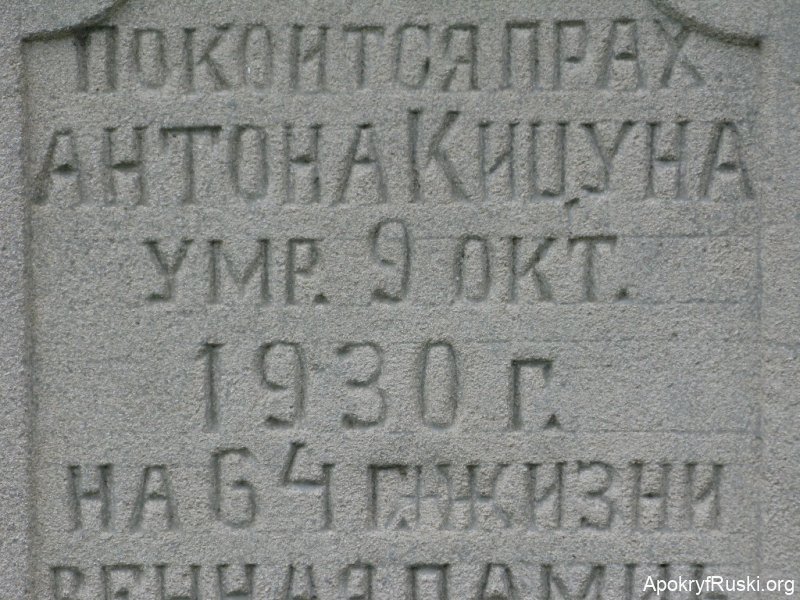 ПОКОИТСЯ ПРАХ
АНТОНА КИЦУНА
УМР. 9 ОКТ.
1930 г.
НА 64 Г. ЖИЗНИ
ApokryfRuski.org